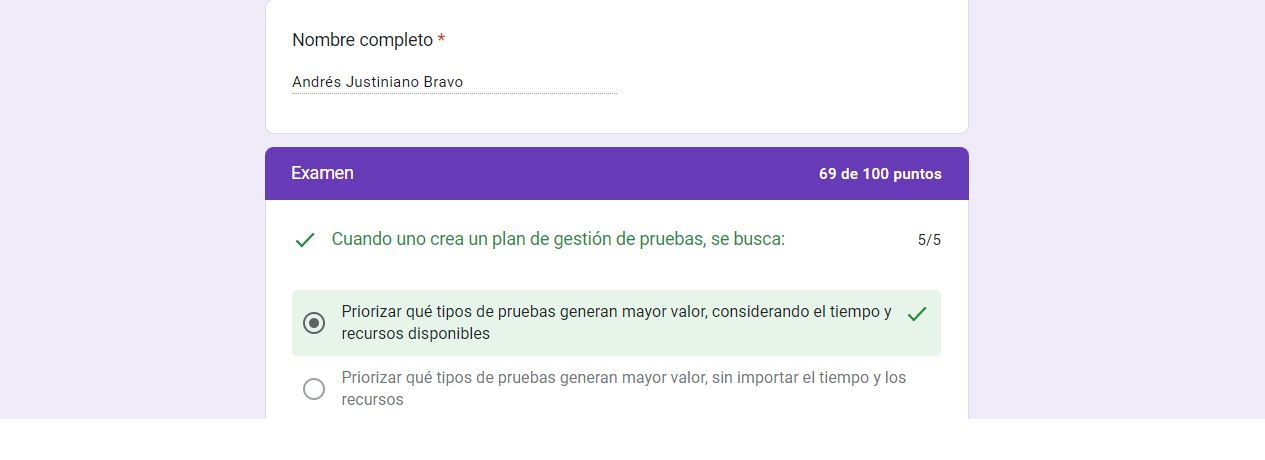 Nombre completo *
Andrés Justiniano Bravo
Examen
69 de 100 puntos
Cuando uno crea un plan de gestión de pruebas, se busca:
5/5
Priorizar qué tipos de pruebas generan mayor valor, considerando el tiempo y
recursos disponibles
Priorizar qué tipos de pruebas generan mayor valor, sin importar el tiempo y los
recursos